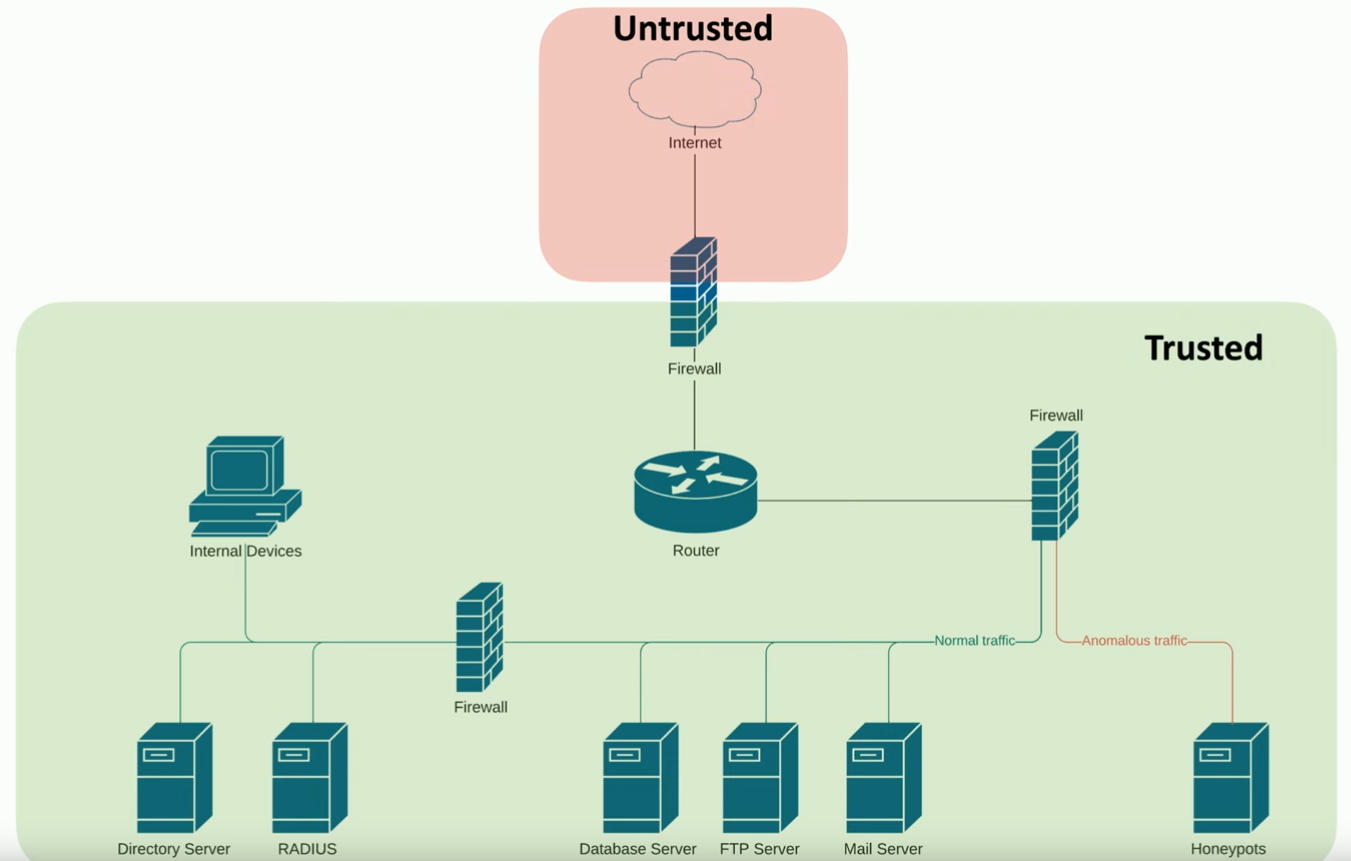 Untrusted
Internet
Trusted
Firewall
Firewall
Internal Devices
Router
Normal traffic
Anomalous traffic
Firewall
Directory Server
RADIUS
Database Server
FTP Server
Mail Server
Honeypots